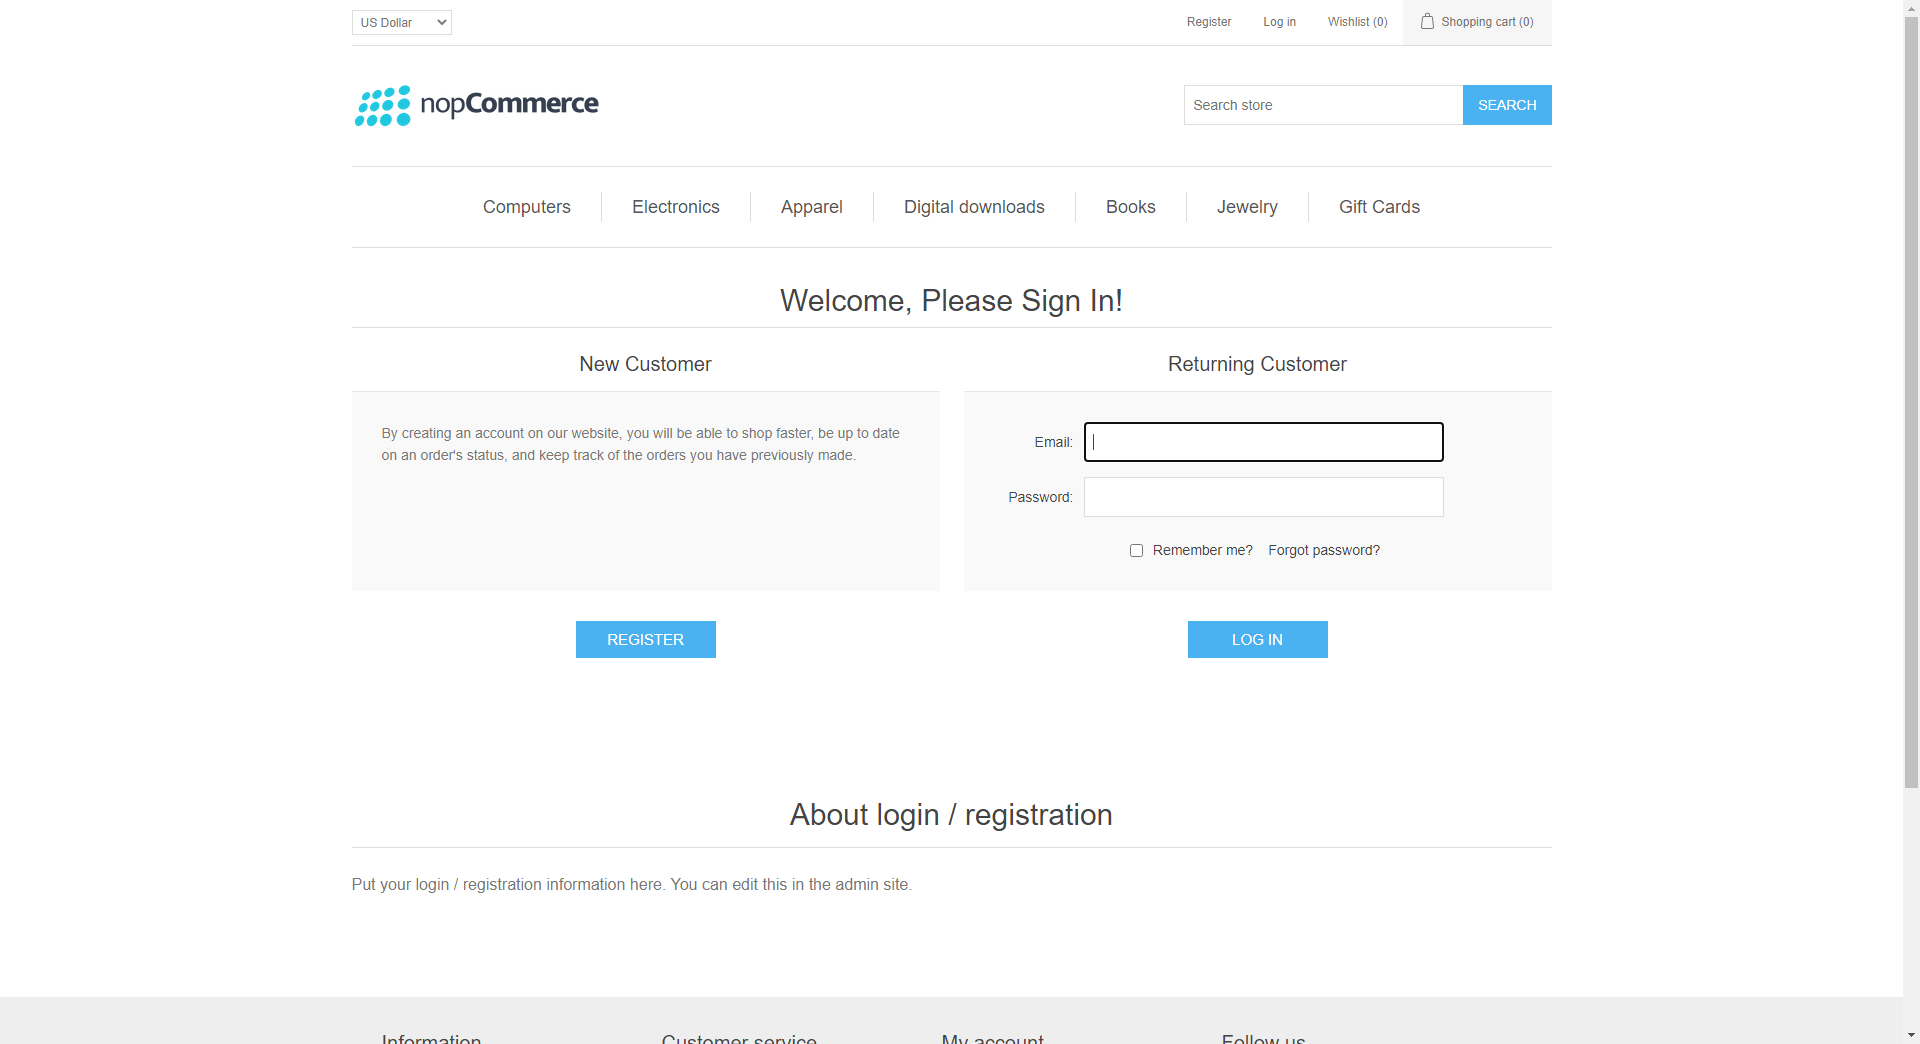 US Dollar
Register
Log in
Wishlist (0)
Shopping cart (0)
nopCommerce
Search store
SEARCH
Computers
Electronics
Apparel
Digital downloads
Books
Jewelry
Gift Cards
Welcome, Please Sign In!
New Customer
By creating an account on our website, you will be able to shop faster, be up to date
on an order's status, and keep track of the orders you have previously made.
REGISTER
Returning Customer
Email:
Password:
Remember me?
Forgot password?
LOG IN
About login / registration
Put your login / registration information here. You can edit this in the admin site.
Information
Customer service
My account
Follow us